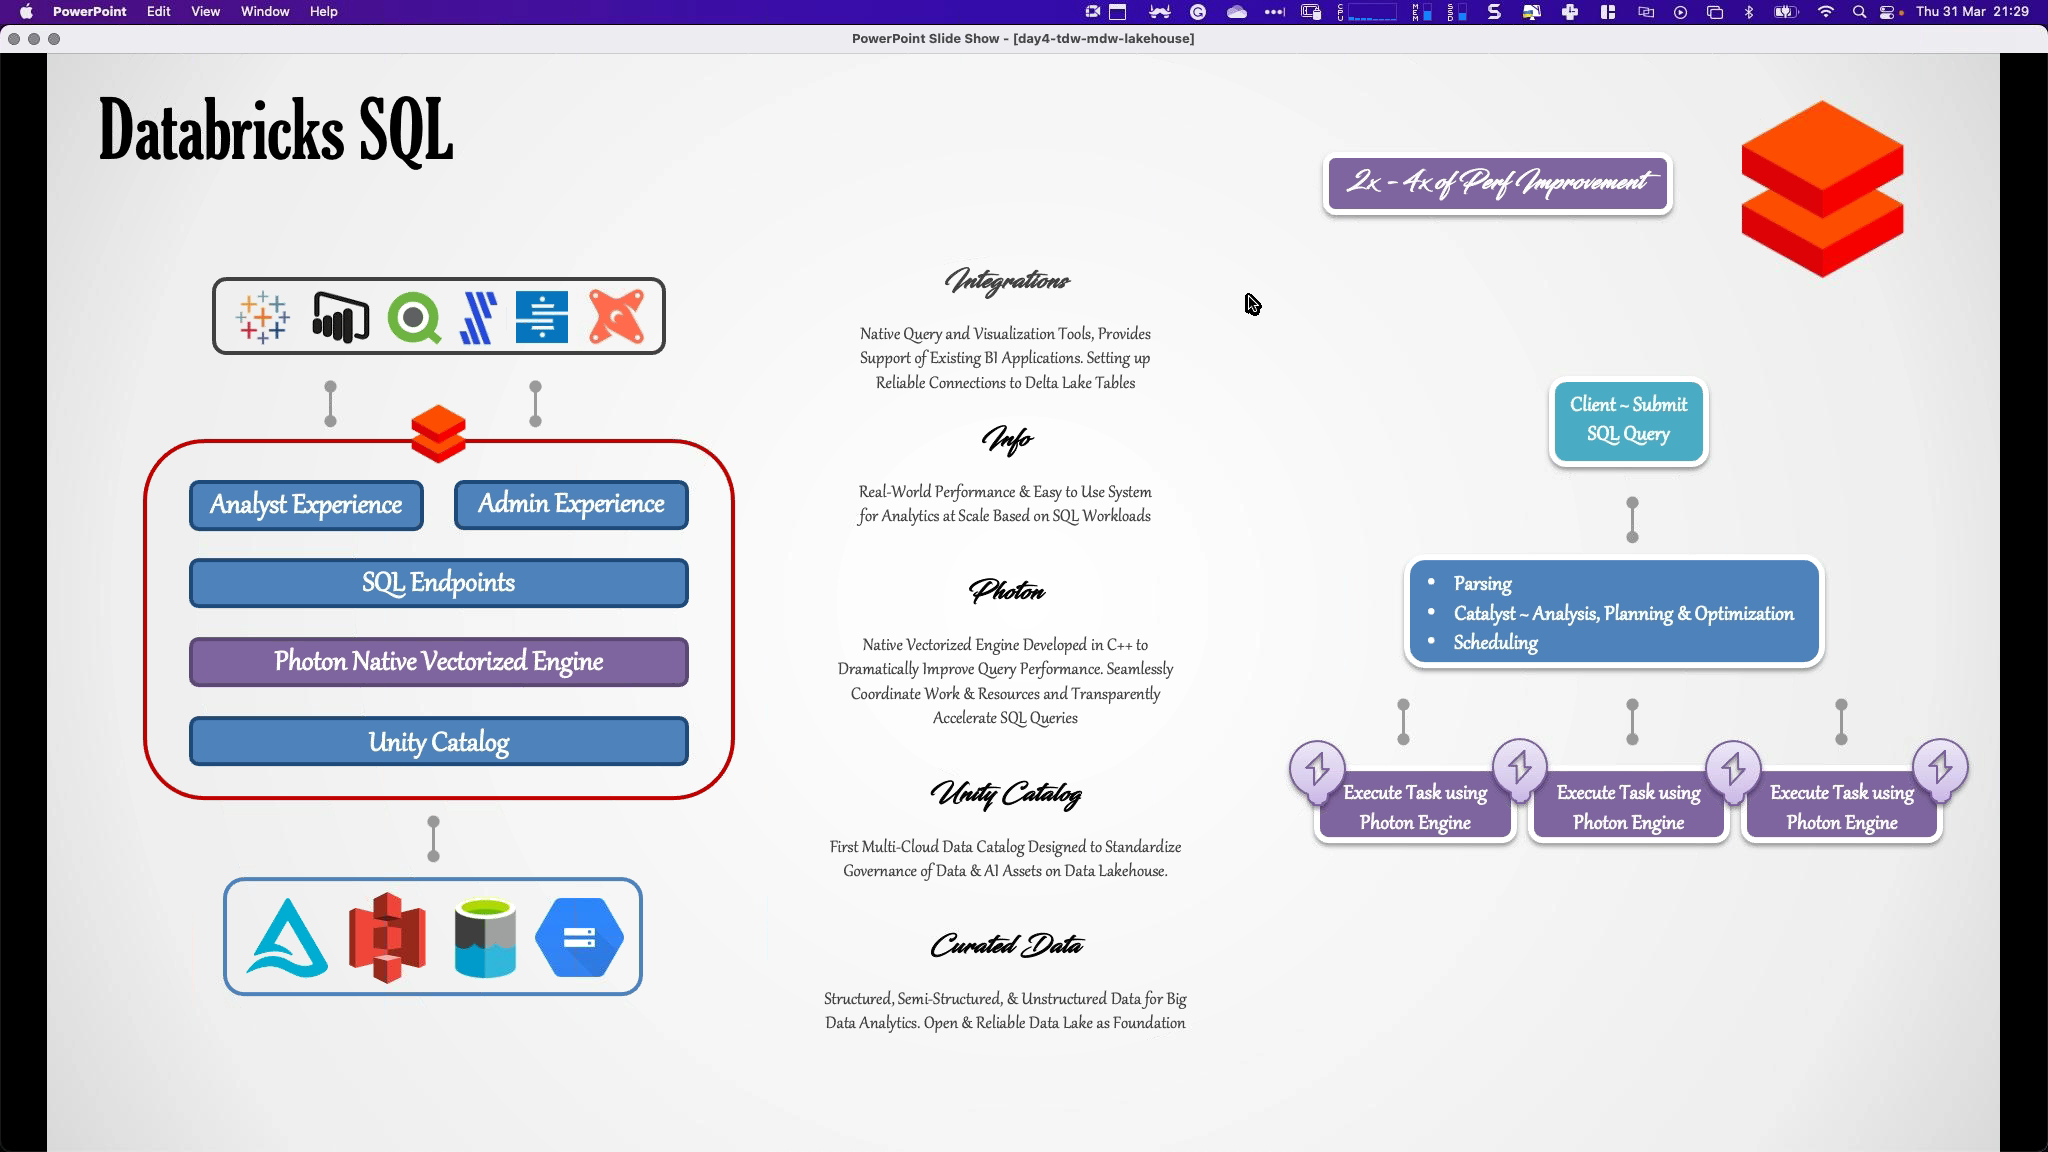 PowerPoint Edit View Window Help
Thu 31 Mar 21:29
PowerPoint Slide Show - [day4-tdw-mdw-lakehouse]
Databricks SQL
2x - 4x of Perf Improvement
Analyst Experience
Admin Experience
SQL Endpoints
Photon Native Vectorized Engine
Unity Catalog
Integrations
Native Query and Visualization Tools, Provides
Support of Existing BI Applications. Setting up
Reliable Connections to Delta Lake Tables
Info
Real-World Performance & Easy to Use System
for Analytics at Scale Based on SQL Workloads
Photon
Native Vectorized Engine Developed in C++ to
Dramatically Improve Query Performance. Seamlessly
Coordinate Work & Resources and Transparently
Accelerate SQL Queries
Unity Catalog
First Multi-Cloud Data Catalog Designed to Standardize
Governance of Data & AI Assets on Data Lakehouse.
Curated Data
Structured, Semi-Structured, & Unstructured Data for Big
Data Analytics. Open & Reliable Data Lake as Foundation
Client ~ Submit
SQL Query
• Parsing
• Catalyst ~ Analysis, Planning & Optimization
• Scheduling
Execute Task using
Photon Engine
Execute Task using
Photon Engine
Execute Task using
Photon Engine